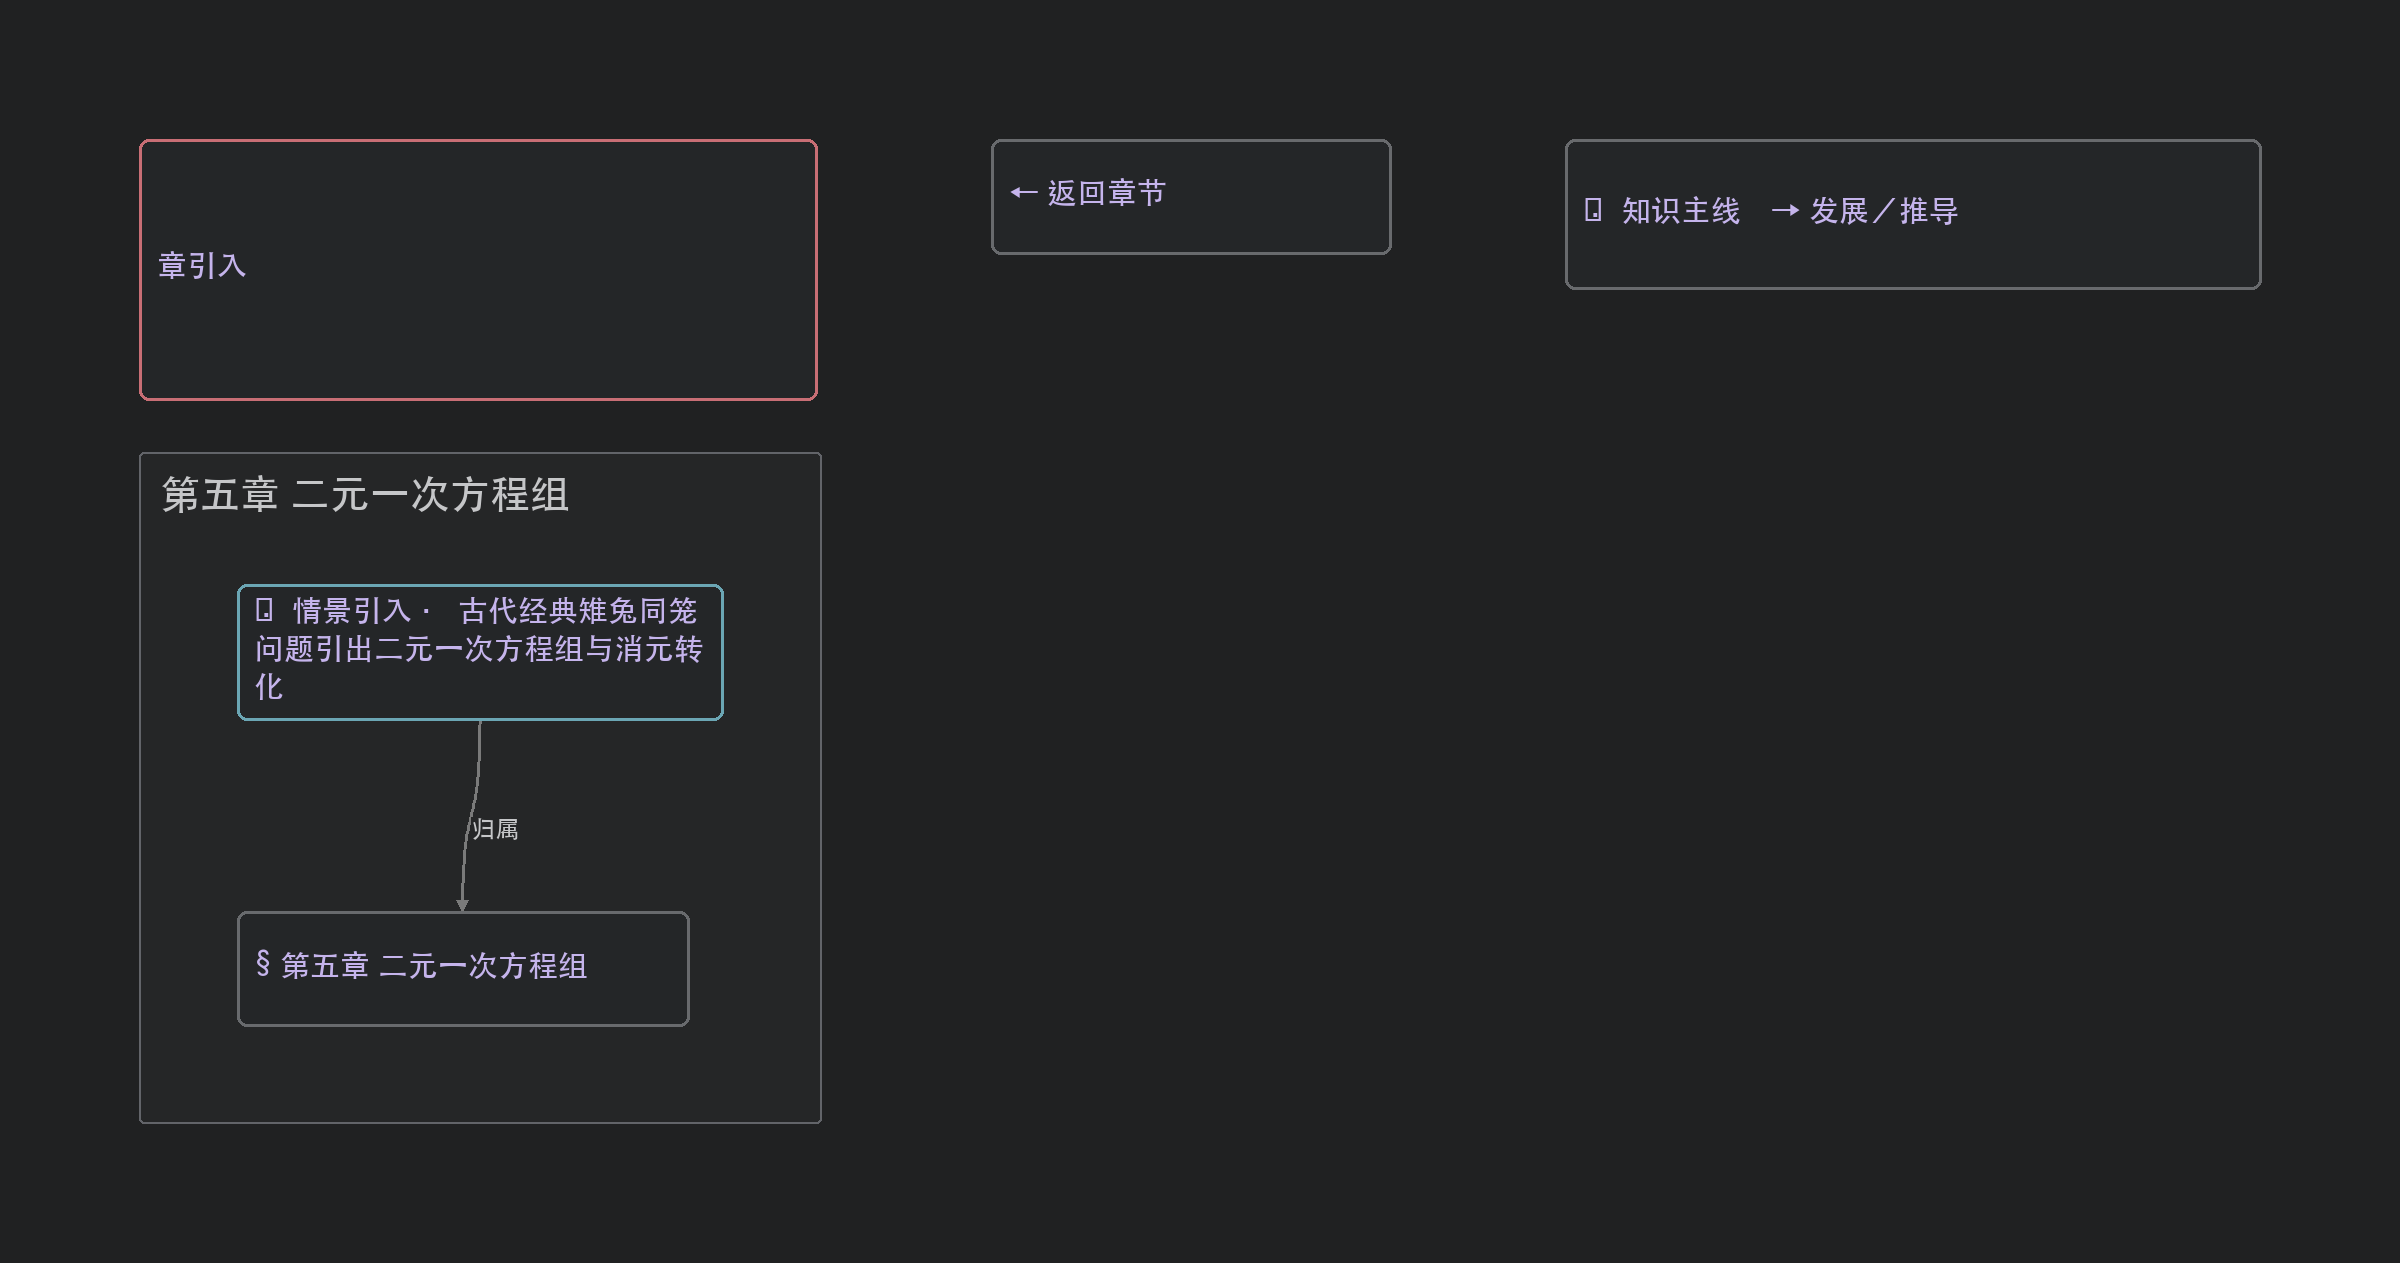 章引入
← 返回章节
知识主线 → 发展／推导
第五章 二元一次方程组
情景引入· 古代经典雉兔同笼
问题引出二元一次方程组与消元转
化
归属
§ 第五章 二元一次方程组